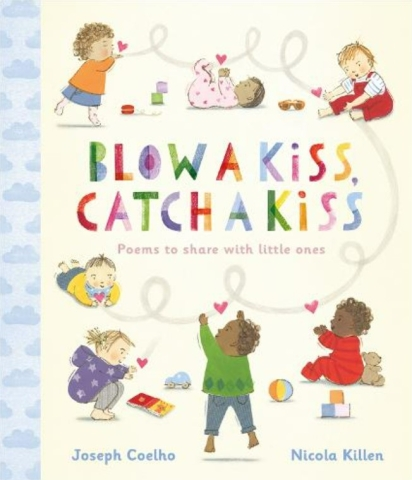 BLOW A KiSS,
CATCH A KiSS
Poems to share with little ones
Joseph Coelho
Nicola Killen